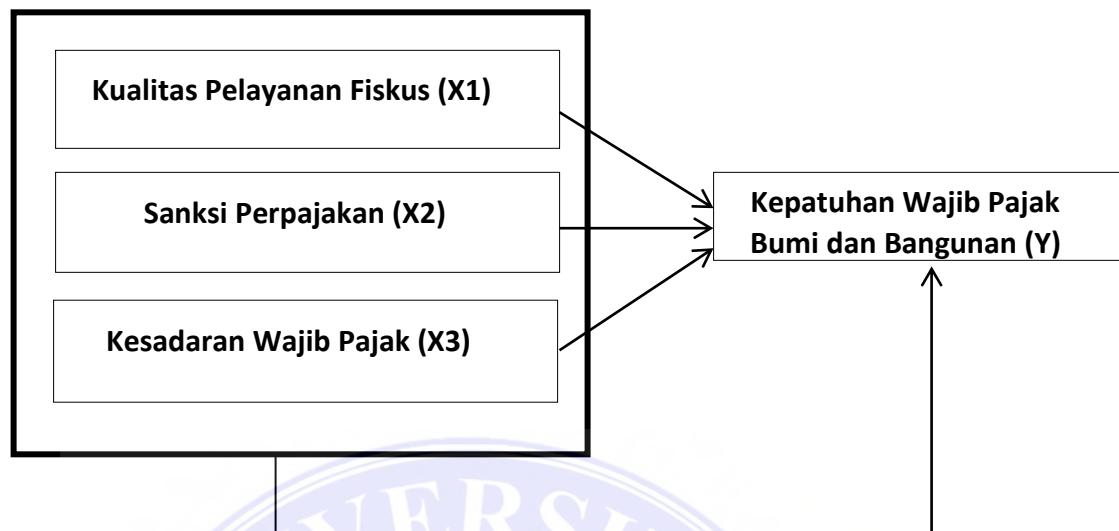 Kualitas Pelayanan Fiskus (X1)
Sanksi Perpajakan (X2)
Kesadaran Wajib Pajak (X3)
Kepatuhan Wajib Pajak
Bumi dan Bangunan (Y)